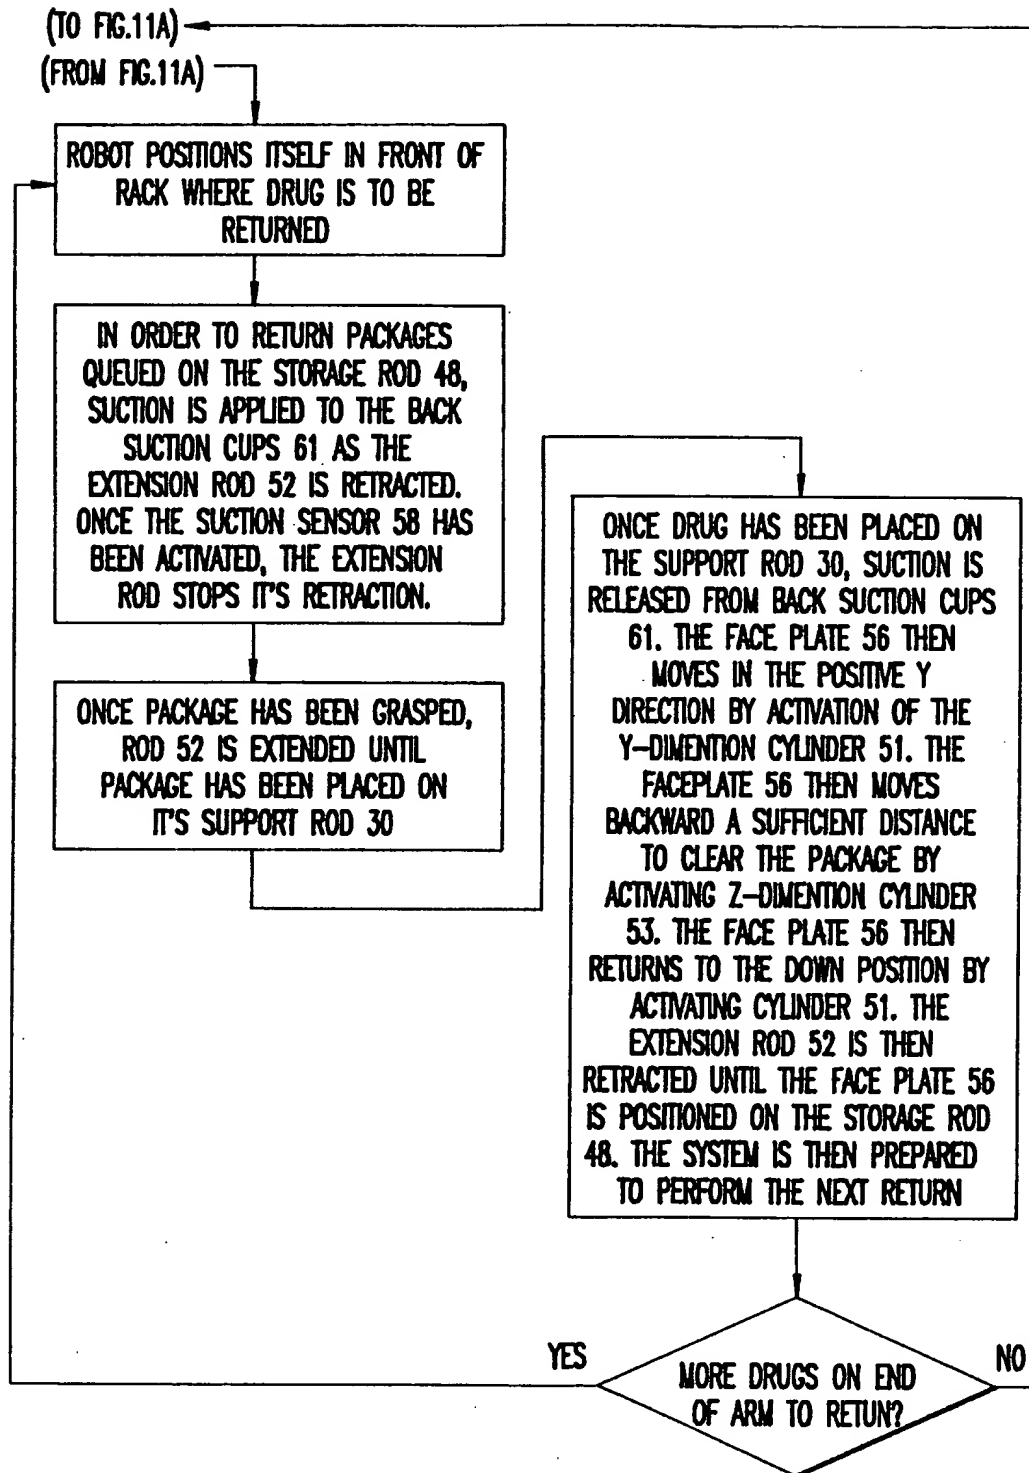 (TO FIG.11A)
(FROM FIG.11A)
ROBOT POSITIONS ITSELF IN FRONT OF
RACK WHERE DRUG IS TO BE
RETURNED
IN ORDER TO RETURN PACKAGES
QUEUED ON THE STORAGE ROD 48,
SUCTION IS APPLIED TO THE BACK
SUCTION CUPS 61 AS THE
EXTENSION ROD 52 IS RETRACTED.
ONCE THE SUCTION SENSOR 58 HAS
BEEN ACTIVATED, THE EXTENSION
ROD STOPS IT'S RETRACTION.
ONCE PACKAGE HAS BEEN GRASPED,
ROD 52 IS EXTENDED UNTIL
PACKAGE HAS BEEN PLACED ON
IT'S SUPPORT ROD 30
ONCE DRUG HAS BEEN PLACED ON
THE SUPPORT ROD 30, SUCTION IS
RELEASED FROM BACK SUCTION CUPS
61. THE FACE PLATE 56 THEN
MOVES IN THE POSITIVE Y
DIRECTION BY ACTIVATION OF THE
Y-DIMENTION CYLINDER 51. THE
FACEPLATE 56 THEN MOVES
BACKWARD A SUFFICIENT DISTANCE
TO CLEAR THE PACKAGE BY
ACTIVATING Z-DIMENTION CYLINDER
53. THE FACE PLATE 56 THEN
RETURNS TO THE DOWN POSITION BY
ACTIVATING CYLINDER 51. THE
EXTENSION ROD 52 IS THEN
RETRACTED UNTIL THE FACE PLATE 56
IS POSITIONED ON THE STORAGE ROD
48. THE SYSTEM IS THEN PREPARED
TO PERFORM THE NEXT RETURN
YES
NO
MORE DRUGS ON END
OF ARM TO RETUN?